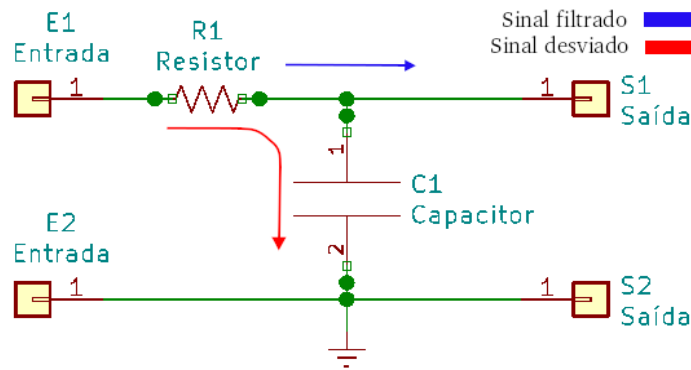 E1
Entrada
1
R1
Resistor
Sinal filtrado
Sinal desviado
1
S1
Saída
1
C1
Capacitor
2
E2
Entrada
1
1
S2
Saída